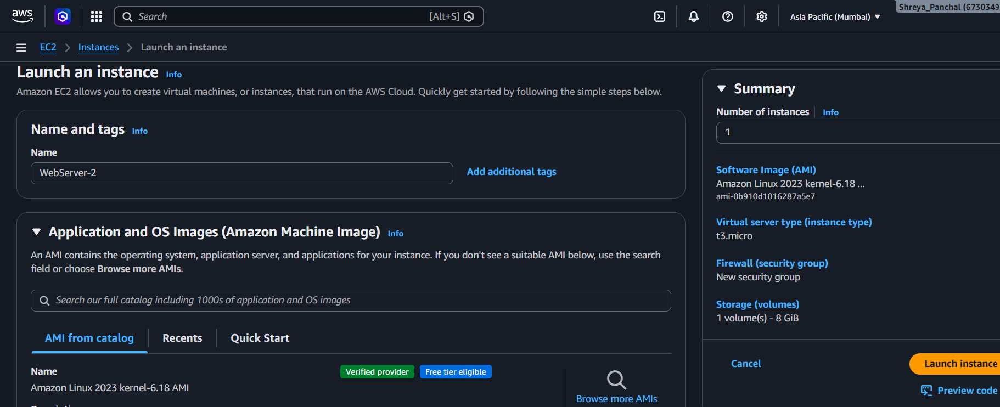 aws
Search
[Alt+S]
Asia Pacific (Mumbai)
Shreya_Panchal (6730349
EC2
Instances
Launch an instance
Launch an instance
Info
Amazon EC2 allows you to create virtual machines, or instances, that run on the AWS Cloud. Quickly get started by following the simple steps below.
Name and tags
Info
Name
WebServer-2
Add additional tags
Application and OS Images (Amazon Machine Image)
Info
An AMI contains the operating system, application server, and applications for your instance. If you don't see a suitable AMI below, use the search
field or choose Browse more AMIs.
Search our full catalog including 1000s of application and OS images
AMI from catalog
Recents
Quick Start
Name
Verified provider
Free tier eligible
Amazon Linux 2023 kernel-6.18 AMI
Browse more AMIs
Summary
Number of instances
Info
1
Software Image (AMI)
Amazon Linux 2023 kernel-6.18 ...
ami-0b910d1016287a5e7
Virtual server type (instance type)
t3.micro
Firewall (security group)
New security group
Storage (volumes)
1 volume(s) - 8 GiB
Cancel
Launch instance
Preview code